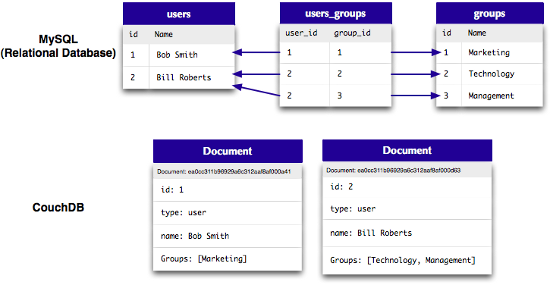 MySQL
(Relational Database)
users
id Name
1 Bob Smith
2 Bill Roberts
users_groups
user_id group_id
1 1
2 2
2 3
groups
id Name
1 Marketing
2 Technology
3 Management
CouchDB
Document
Document: ea0cc311b96929a6c312aaf9af000a41
id: 1
type: user
name: Bob Smith
Groups: [Marketing]
Document
Document: ea0cc311b96929a6c312aaf9af000d63
id: 2
type: user
name: Bill Roberts
Groups: [Technology, Management]